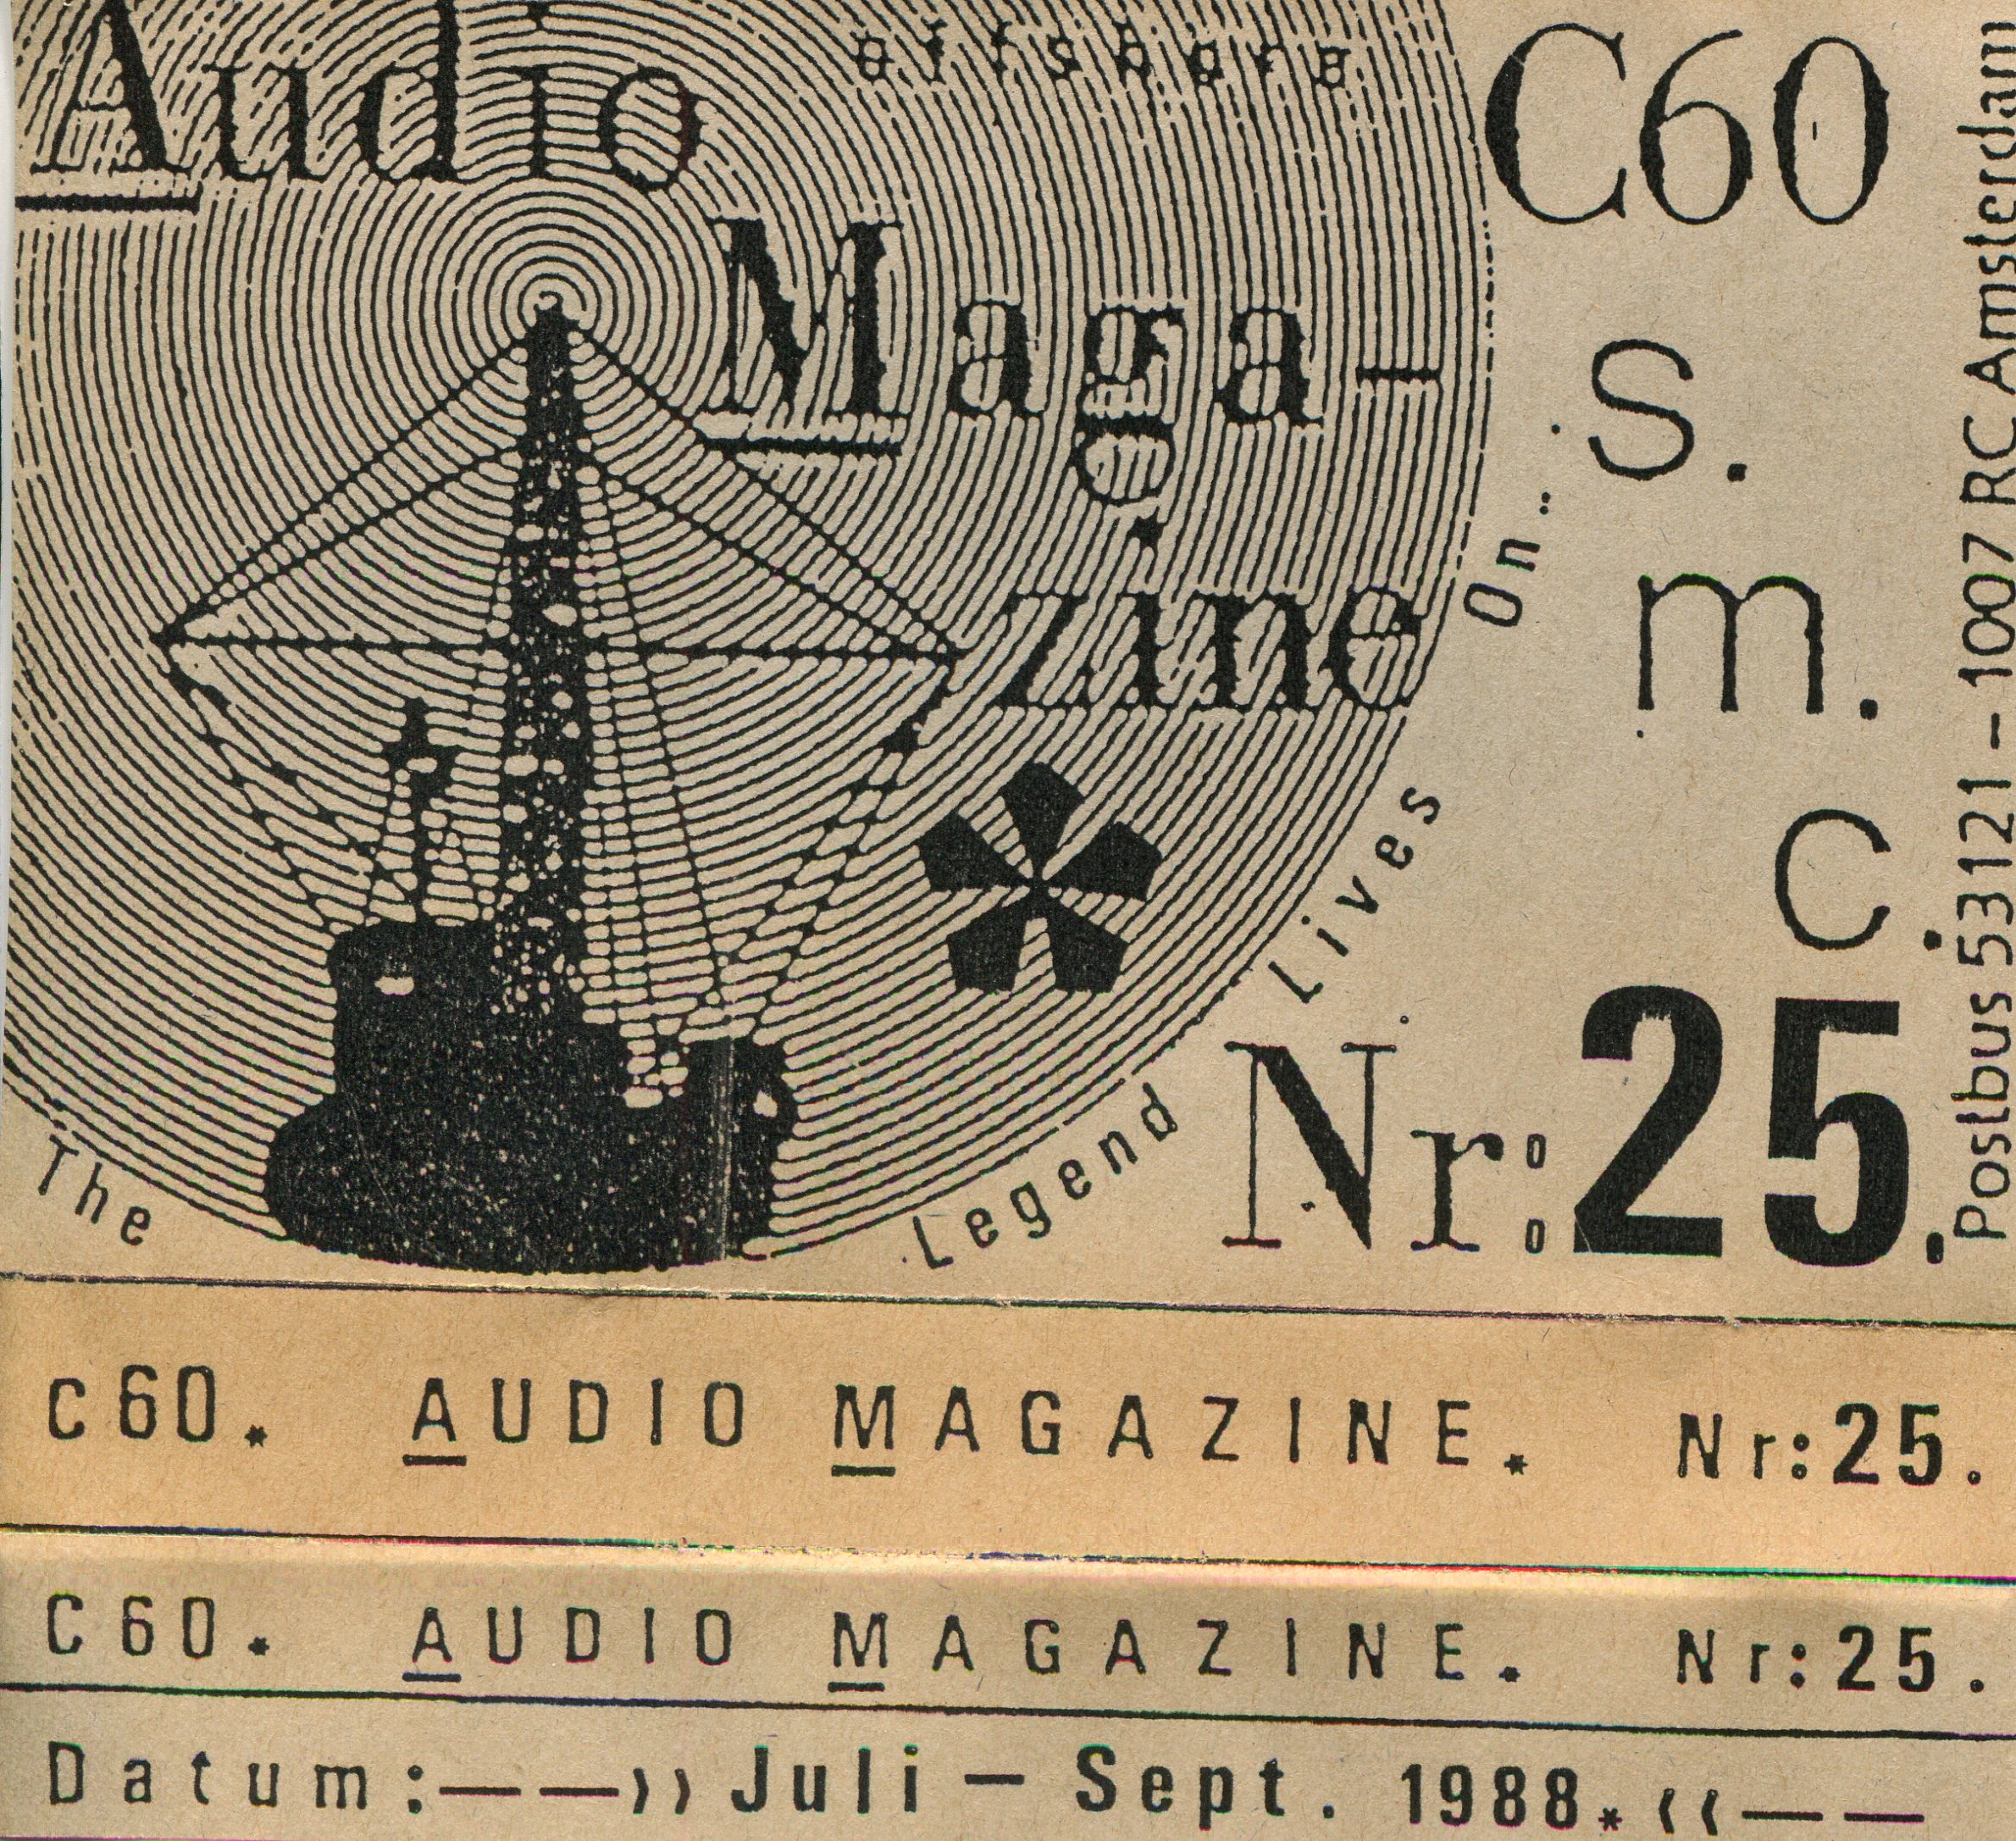 Audio
offshore
Maga-
zine
C60
S.
m.
c.
Nr:25.
Postbus 53121 - 1007 RC Amsterdam
The Legend Lives On...
C60. AUDIO MAGAZINE. Nr:25.
C60. AUDIO MAGAZINE. Nr:25.
Datum:——›› Juli — Sept. 1988. ‹‹——